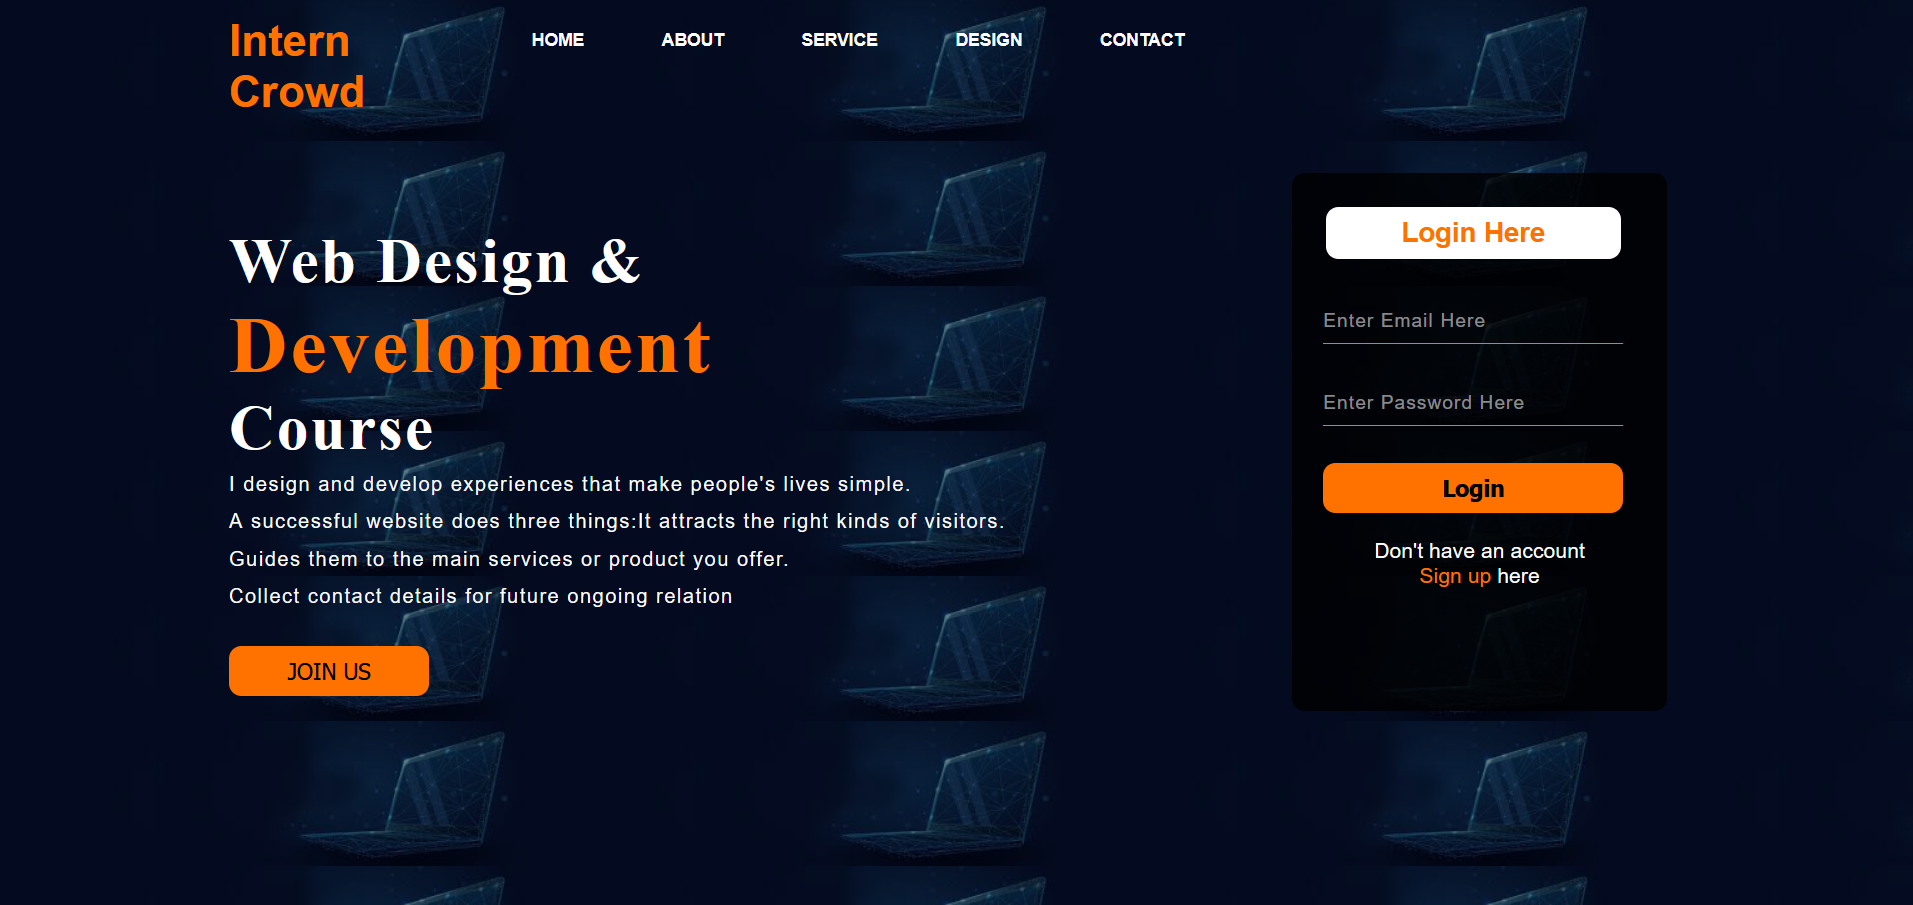 Intern
Crowd
HOME ABOUT SERVICE DESIGN CONTACT
Web Design &
Development
Course
I design and develop experiences that make people's lives simple.
A successful website does three things:It attracts the right kinds of visitors.
Guides them to the main services or product you offer.
Collect contact details for future ongoing relation
JOIN US
Login Here
Enter Email Here
Enter Password Here
Login
Don't have an account
Sign up here